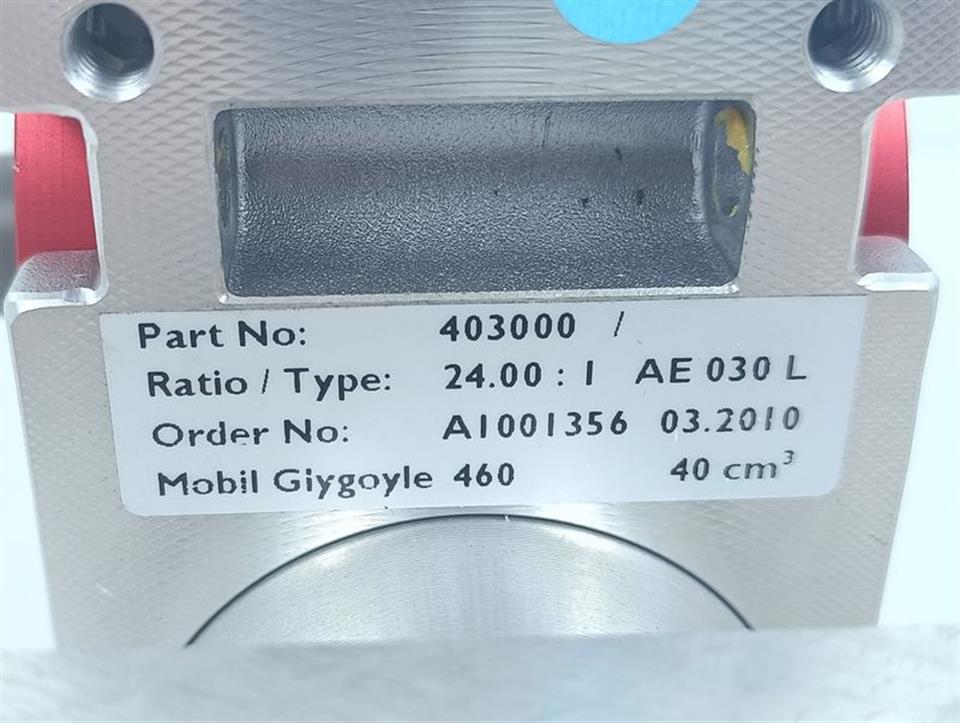 Part No: 403000 /
Ratio / Type: 24.00 : 1 AE 030 L
Order No: A1001356 03.2010
Mobil Giygoyle 460 40 cm³